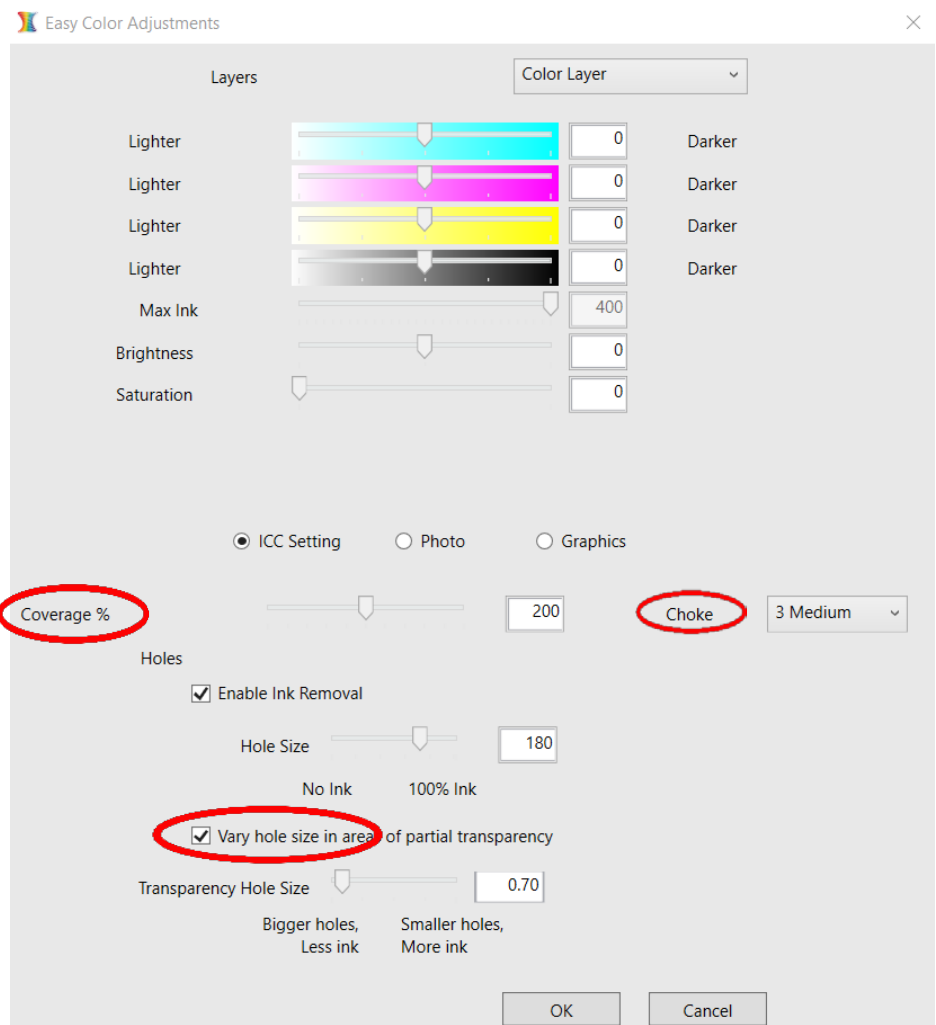 Easy Color Adjustments
Layers Color Layer
Lighter 0 Darker
Lighter 0 Darker
Lighter 0 Darker
Lighter 0 Darker
Max Ink 400
Brightness 0
Saturation 0
ICC Setting Photo Graphics
Coverage % 200 Choke 3 Medium
Holes
Enable Ink Removal
Hole Size 180
No Ink 100% Ink
Vary hole size in areas of partial transparency
Transparency Hole Size 0.70
Bigger holes, Smaller holes,
Less ink More ink
OK Cancel